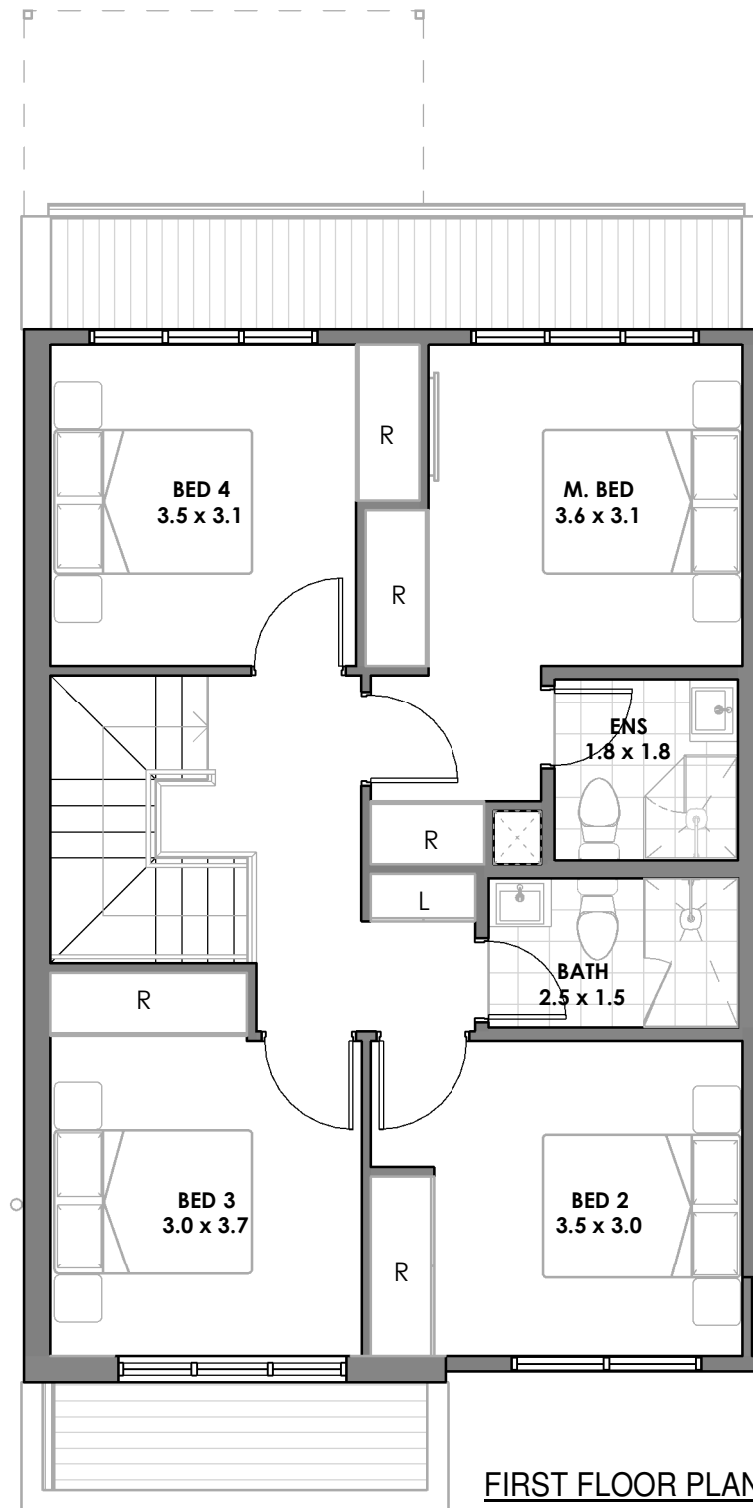 R
BED 4
3.5 x 3.1
M. BED
3.6 x 3.1
R
ENS
1.8 x 1.8
R
L
BATH
2.5 x 1.5
R
BED 3
3.0 x 3.7
BED 2
3.5 x 3.0
R
FIRST FLOOR PLAN